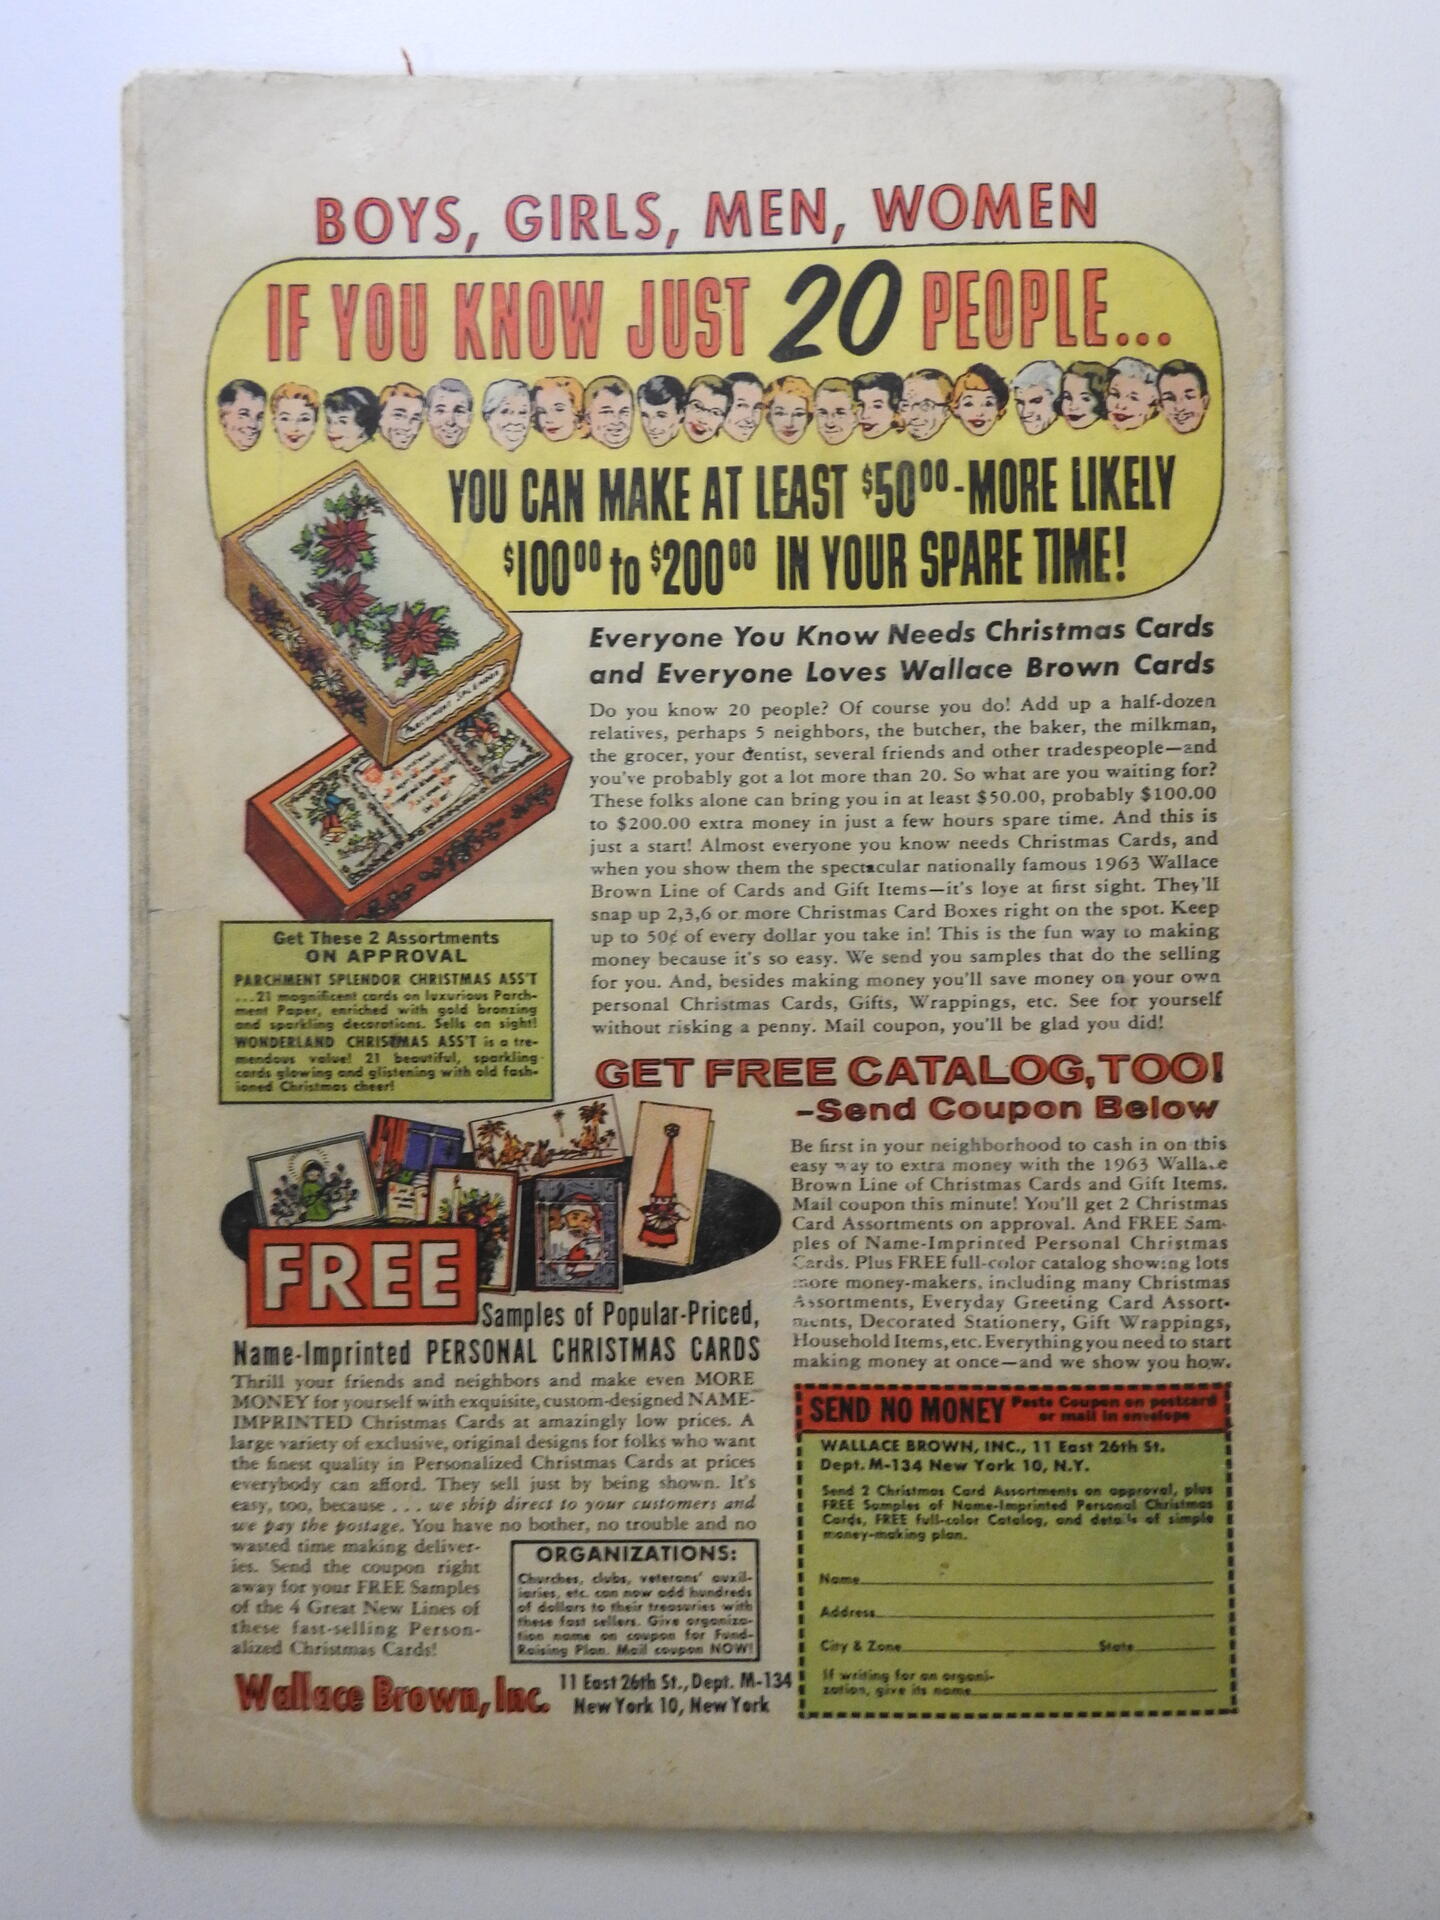 BOYS, GIRLS, MEN, WOMEN
IF YOU KNOW JUST 20 PEOPLE...
YOU CAN MAKE AT LEAST $50⁰⁰-MORE LIKELY
$100⁰⁰ to $200⁰⁰ IN YOUR SPARE TIME!
PARCHMENT SPLENDOR
Everyone You Know Needs Christmas Cards
and Everyone Loves Wallace Brown Cards
Do you know 20 people? Of course you do! Add up a half-dozen
relatives, perhaps 5 neighbors, the butcher, the baker, the milkman,
the grocer, your dentist, several friends and other tradespeople—and
you've probably got a lot more than 20. So what are you waiting for?
These folks alone can bring you in at least $50.00, probably $100.00
to $200.00 extra money in just a few hours spare time. And this is
just a start! Almost everyone you know needs Christmas Cards, and
when you show them the spectacular nationally famous 1963 Wallace
Brown Line of Cards and Gift Items—it's love at first sight. They'll
snap up 2,3,6 or more Christmas Card Boxes right on the spot. Keep
up to 50¢ of every dollar you take in! This is the fun way to making
money because it's so easy. We send you samples that do the selling
for you. And, besides making money you'll save money on your own
personal Christmas Cards, Gifts, Wrappings, etc. See for yourself
without risking a penny. Mail coupon, you'll be glad you did!
Get These 2 Assortments
ON APPROVAL
PARCHMENT SPLENDOR CHRISTMAS ASS'T
...21 magnificent cards on luxurious Parch-
ment Paper, enriched with gold bronzing
and sparkling decorations. Sells on sight!
WONDERLAND CHRISTMAS ASS'T is a tre-
mendous value! 21 beautiful, sparkling
cards glowing and glistening with old fash-
ioned Christmas cheer!
GET FREE CATALOG, TOO!
-Send Coupon Below
Be first in your neighborhood to cash in on this
easy way to extra money with the 1963 Wallace
Brown Line of Christmas Cards and Gift Items.
Mail coupon this minute! You'll get 2 Christmas
Card Assortments on approval. And FREE Sam-
ples of Name-Imprinted Personal Christmas
Cards. Plus FREE full-color catalog showing lots
more money-makers, including many Christmas
Assortments, Everyday Greeting Card Assort-
ments, Decorated Stationery, Gift Wrappings,
Household Items, etc. Everything you need to start
making money at once—and we show you how.
FREE
Samples of Popular-Priced,
Name-Imprinted PERSONAL CHRISTMAS CARDS
Thrill your friends and neighbors and make even MORE
MONEY for yourself with exquisite, custom-designed NAME-
IMPRINTED Christmas Cards at amazingly low prices. A
large variety of exclusive, original designs for folks who want
the finest quality in Personalized Christmas Cards at prices
everybody can afford. They sell just by being shown. It's
easy, too, because . . . we ship direct to your customers and
we pay the postage. You have no bother, no trouble and no
wasted time making deliver-
ies. Send the coupon right
away for your FREE Samples
of the 4 Great New Lines of
these fast-selling Person-
alized Christmas Cards!
ORGANIZATIONS:
Churches, clubs, veterans' auxil-
iaries, etc. can now add hundreds
of dollars to their treasuries with
these fast sellers. Give organiza-
tion name on coupon for Fund-
Raising Plan. Mail coupon NOW!
Wallace Brown, Inc.
11 East 26th St., Dept. M-134
New York 10, New York
SEND NO MONEY Paste Coupon on postcard
or mail in envelope
WALLACE BROWN, INC., 11 East 26th St.
Dept. M-134 New York 10, N.Y.
Send 2 Christmas Card Assortments on approval, plus
FREE Samples of Name-Imprinted Personal Christmas
Cards, FREE full-color Catalog, and details of simple
money-making plan.
Name
Address
City & Zone State
If writing for an organi-
zation, give its name